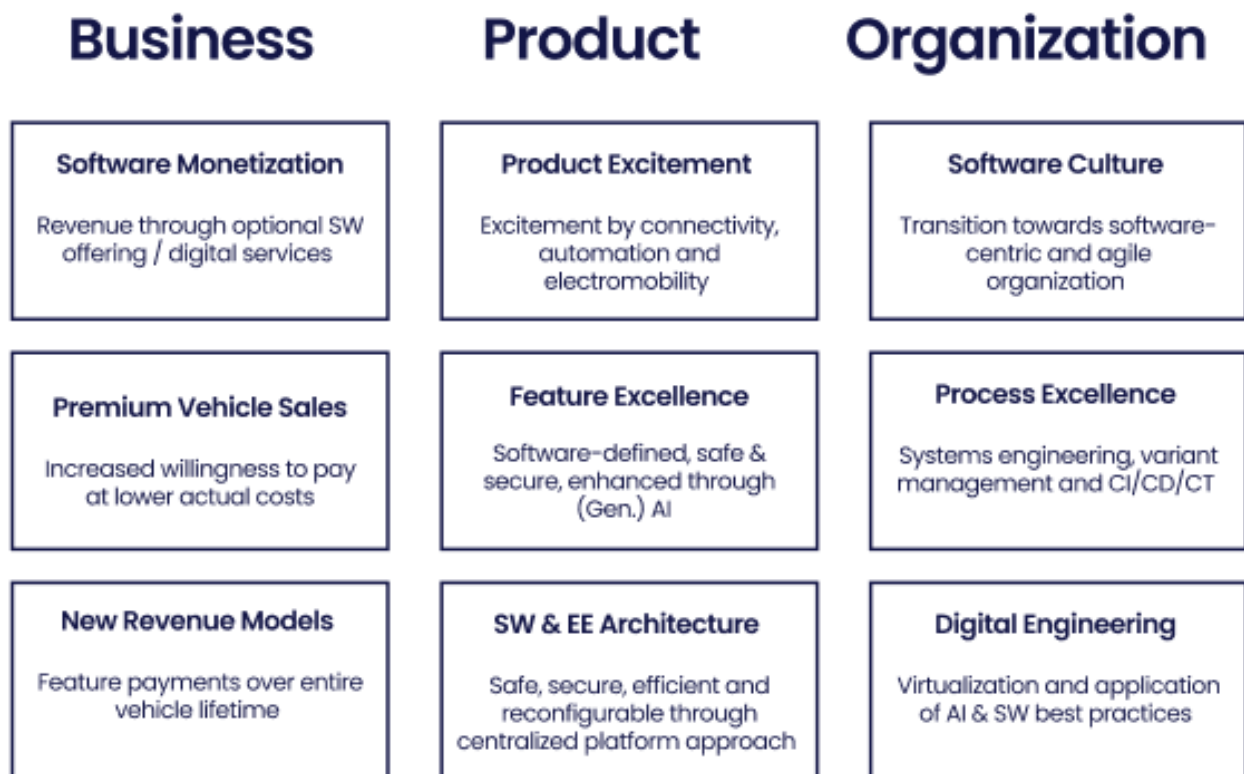 Business
Product
Organization
Software Monetization
Revenue through optional SW
offering / digital services
Product Excitement
Excitement by connectivity,
automation and
electromobility
Software Culture
Transition towards software-
centric and agile
organization
Premium Vehicle Sales
Increased willingness to pay
at lower actual costs
Feature Excellence
Software-defined, safe &
secure, enhanced through
(Gen.) AI
Process Excellence
Systems engineering, variant
management and CI/CD/CT
New Revenue Models
Feature payments over entire
vehicle lifetime
SW & EE Architecture
Safe, secure, efficient and
reconfigurable through
centralized platform approach
Digital Engineering
Virtualization and application
of AI & SW best practices